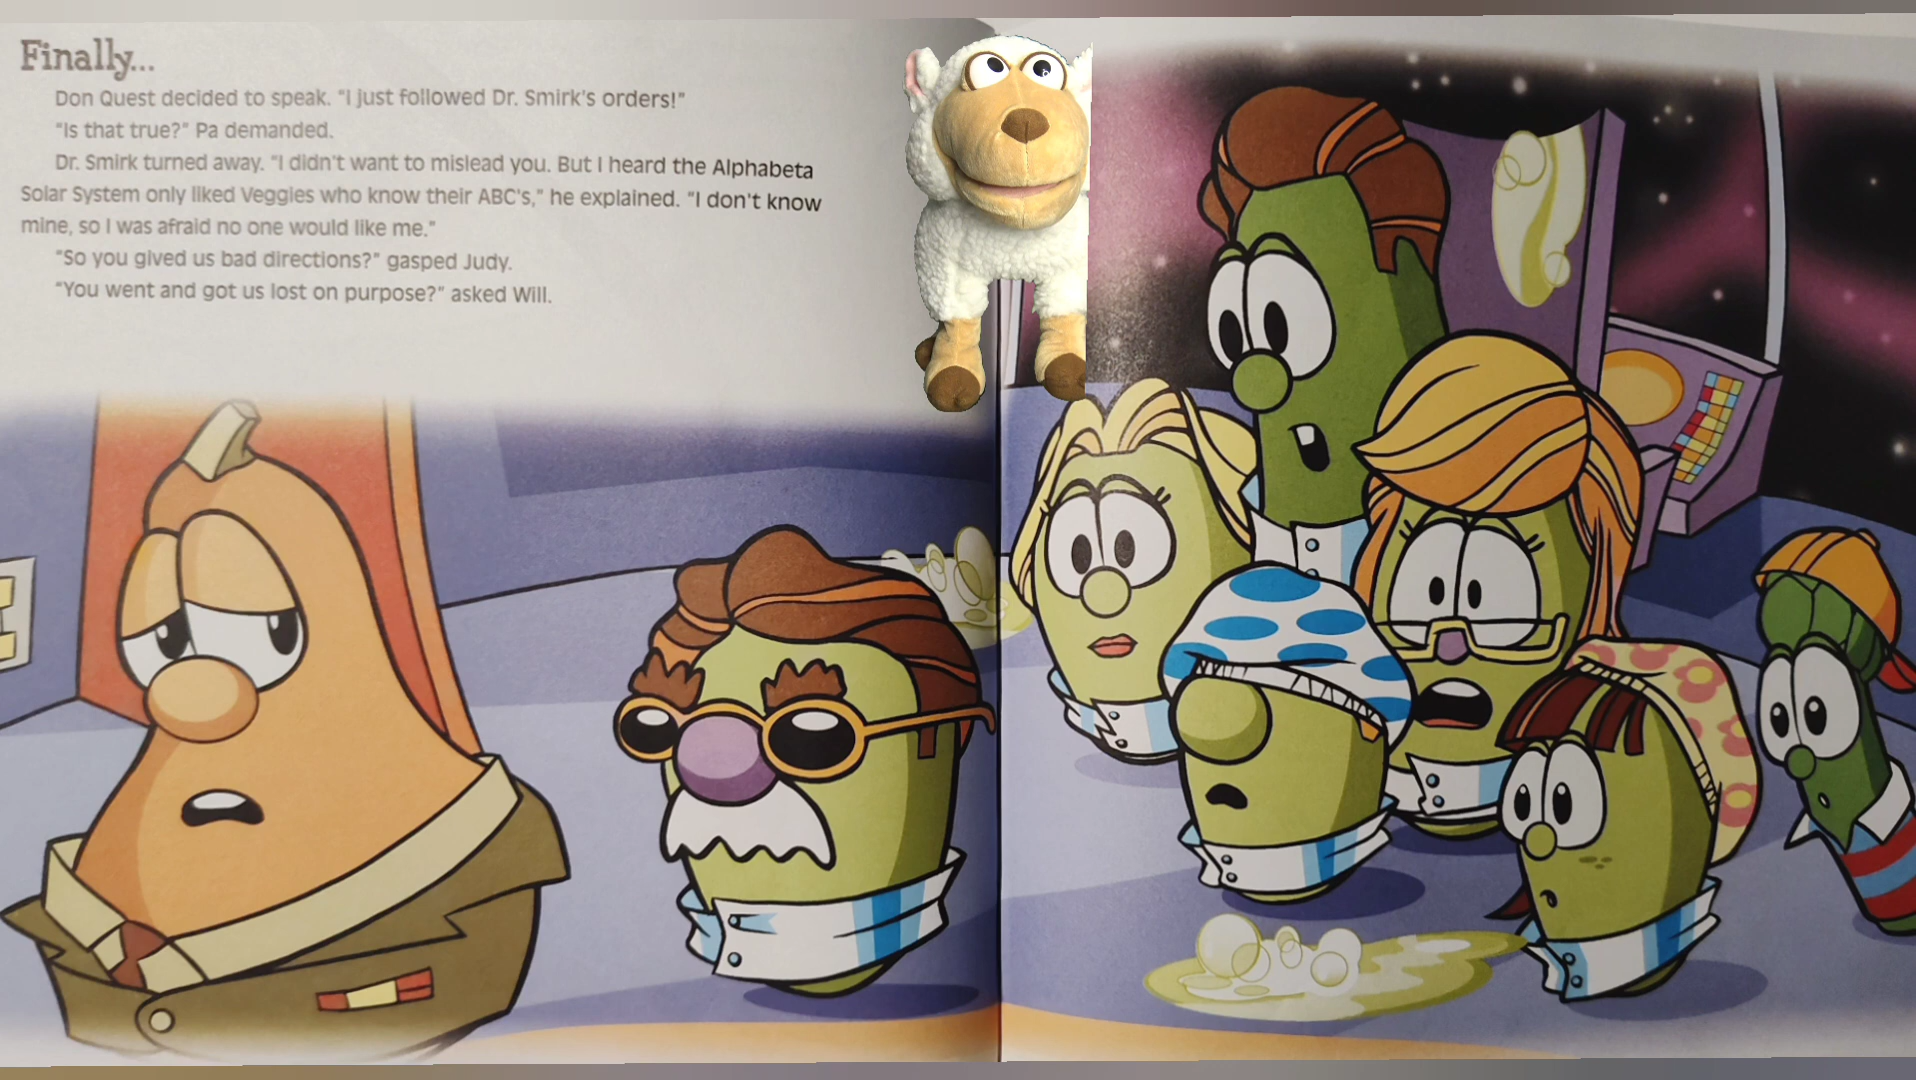 Finally...
Don Quest decided to speak. "I just followed Dr. Smirk's orders!"
"Is that true?" Pa demanded.
Dr. Smirk turned away. "I didn't want to mislead you. But I heard the Alphabeta
Solar System only liked Veggies who know their ABC's," he explained. "I don't know
mine, so I was afraid no one would like me."
"So you gived us bad directions?" gasped Judy.
"You went and got us lost on purpose?" asked Will.